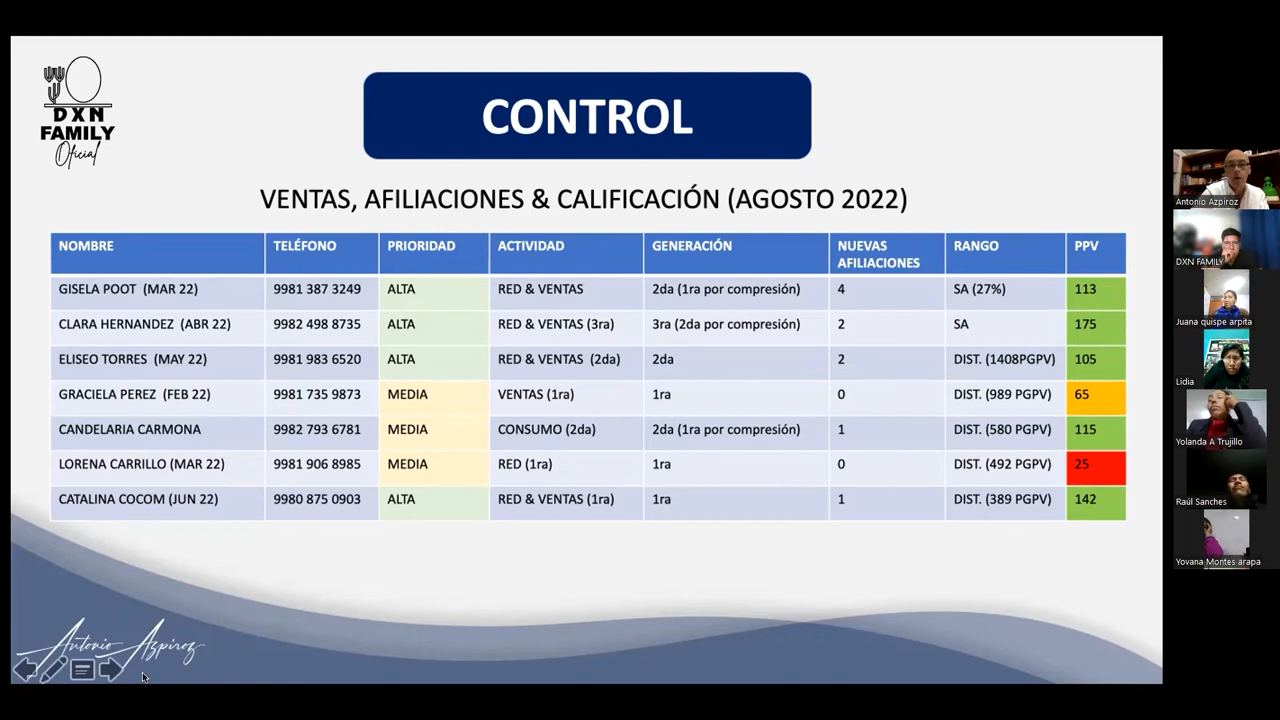 DXN
FAMILY
Oficial
CONTROL
VENTAS, AFILIACIONES & CALIFICACIÓN (AGOSTO 2022)
NOMBRE TELÉFONO PRIORIDAD ACTIVIDAD GENERACIÓN NUEVAS AFILIACIONES RANGO PPV
GISELA POOT (MAR 22) 9981 387 3249 ALTA RED & VENTAS 2da (1ra por compresión) 4 SA (27%) 113
CLARA HERNANDEZ (ABR 22) 9982 498 8735 ALTA RED & VENTAS (3ra) 3ra (2da por compresión) 2 SA 175
ELISEO TORRES (MAY 22) 9981 983 6520 ALTA RED & VENTAS (2da) 2da 2 DIST. (1408PGPV) 105
GRACIELA PEREZ (FEB 22) 9981 735 9873 MEDIA VENTAS (1ra) 1ra 0 DIST. (989 PGPV) 65
CANDELARIA CARMONA 9982 793 6781 MEDIA CONSUMO (2da) 2da (1ra por compresión) 1 DIST. (580 PGPV) 115
LORENA CARRILLO (MAR 22) 9981 906 8985 MEDIA RED (1ra) 1ra 0 DIST. (492 PGPV) 25
CATALINA COCOM (JUN 22) 9980 875 0903 ALTA RED & VENTAS (1ra) 1ra 1 DIST. (389 PGPV) 142
Antonio Azpiroz
Antonio Azpiroz
DXN FAMILY
Juana quispe arpita
Lidia
Yolanda A Trujillo
Raúl Sanches
Yovana Montes arapa